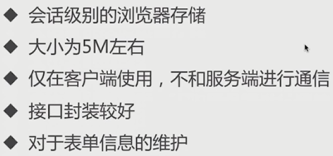 ◆ 会话级别的浏览器存储
◆ 大小为5M左右
◆ 仅在客户端使用，不和服务端进行通信
◆ 接口封装较好
◆ 对于表单信息的维护